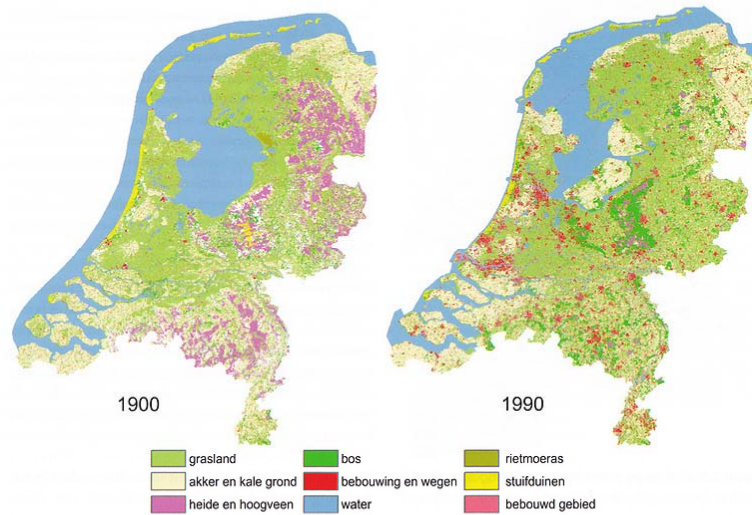 1900
1990
grasland
bos
rietmoeras
akker en kale grond
bebouwing en wegen
stuifduinen
heide en hoogveen
water
bebouwd gebied